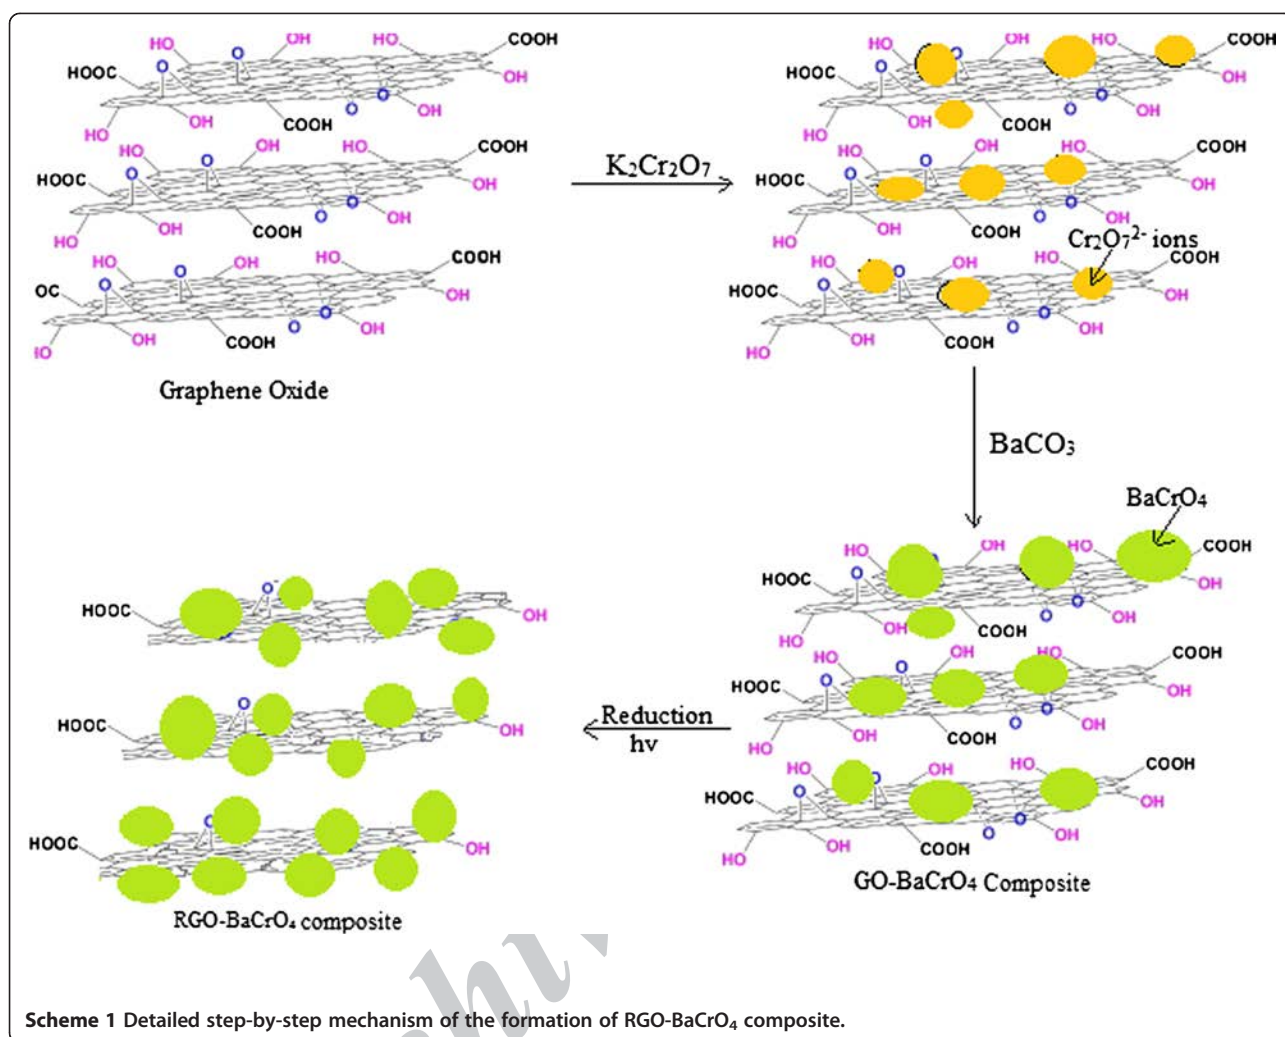 HO OH HO COOH
HOOC O O OH
HO OH COOH O O OH
HO OH HO COOH
HOOC O O OH
HO OH COOH O O OH
HO OH HO COOH
OC O O OH
HO OH COOH O O OH
Graphene Oxide
K₂Cr₂O₇
HO OH HO COOH
HOOC O O OH
HO OH COOH O O OH
OH HO COOH
HOOC O O OH
HO OH COOH O OH
Cr₂O₇²⁻ ions
HO OH HO COOH
HOOC O O OH
HO OH COOH O O OH
BaCO₃
BaCrO₄
HO OH HO COOH
HOOC O OH
HO OH COOH O O OH
HO OH HO COOH
HOOC O O OH
HO OH COOH O O OH
HO OH HO COOH
HOOC O O OH
HO OH COOH O O OH
GO-BaCrO₄ Composite
Reduction
hv
HOOC O⁻ OH
HOOC O OH
HOOC O OH
RGO-BaCrO₄ composite
Scheme 1 Detailed step-by-step mechanism of the formation of RGO-BaCrO₄ composite.